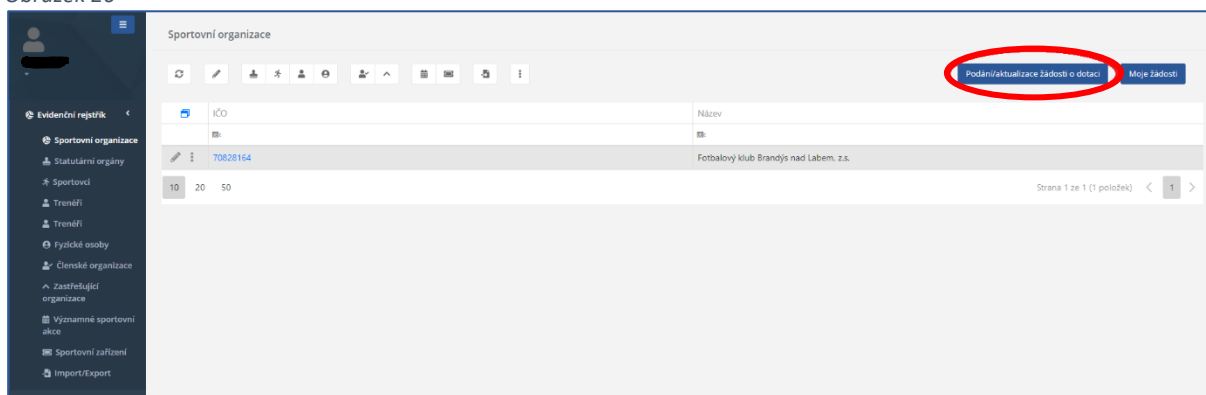 Obrázek 20
Sportovní organizace
Podání/aktualizace žádosti o dotaci
Moje žádosti
Evidenční rejstřík
Sportovní organizace
Statutární orgány
Sportovci
Trenéři
Trenéři
Fyzické osoby
Členské organizace
Zastřešující
organizace
Významné sportovní
akce
Sportovní zařízení
Import/Export
IČO
Název
70828164
Fotbalový klub Brandýs nad Labem, z.s.
10 20 50
Strana 1 ze 1 (1 položek)
1